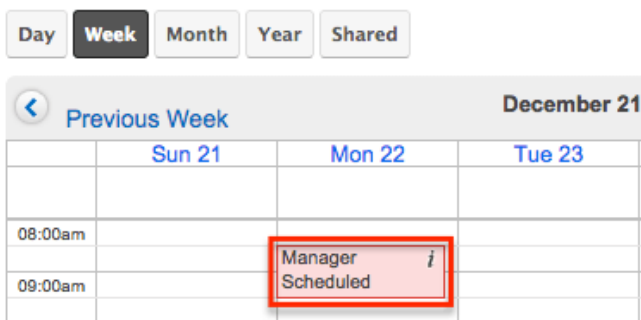 Day Week Month Year Shared
Previous Week December 21
Sun 21 Mon 22 Tue 23
08:00am
Manager i
Scheduled
09:00am